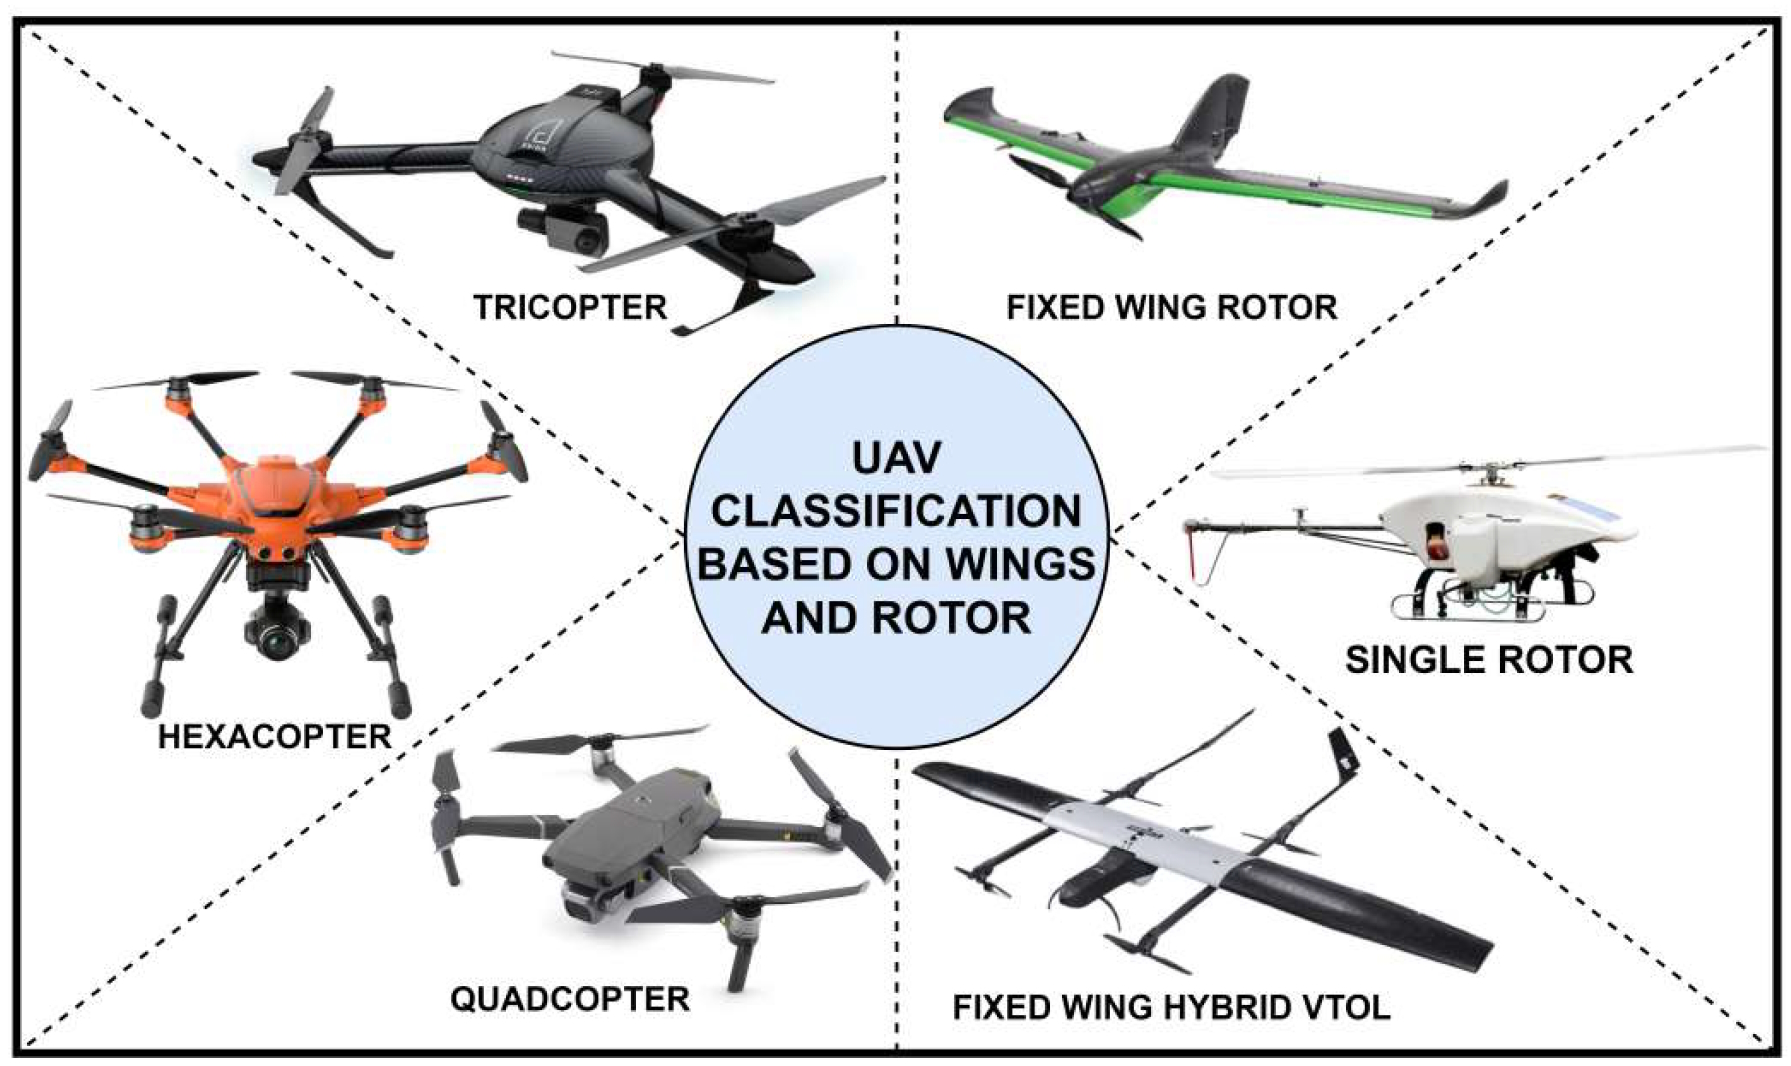 TRICOPTER
FIXED WING ROTOR
UAV
CLASSIFICATION
BASED ON WINGS
AND ROTOR
SINGLE ROTOR
HEXACOPTER
QUADCOPTER
FIXED WING HYBRID VTOL